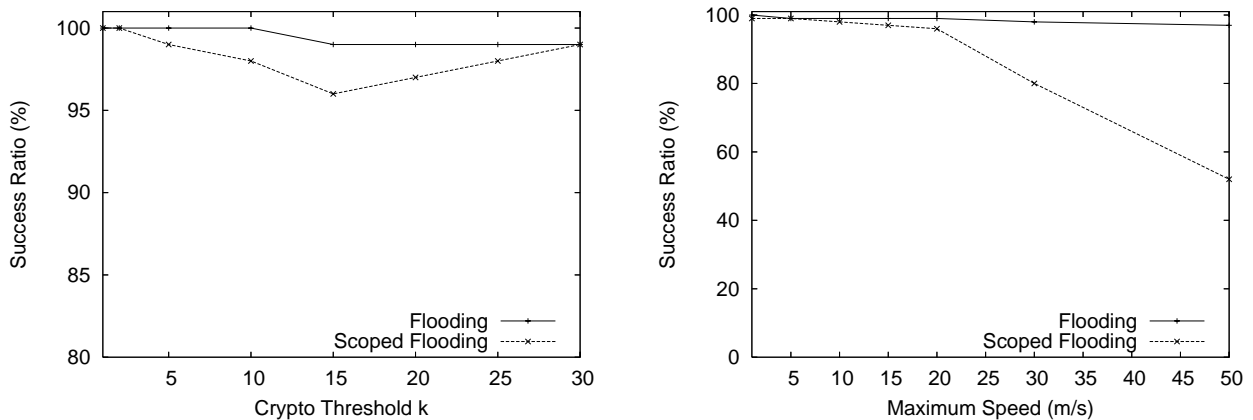 100
95
90
85
80
Success Ratio (%)
Flooding
Scoped Flooding
5 10 15 20 25 30
Crypto Threshold k
100
80
60
40
20
0
Success Ratio (%)
Flooding
Scoped Flooding
5 10 15 20 25 30 35 40 45 50
Maximum Speed (m/s)